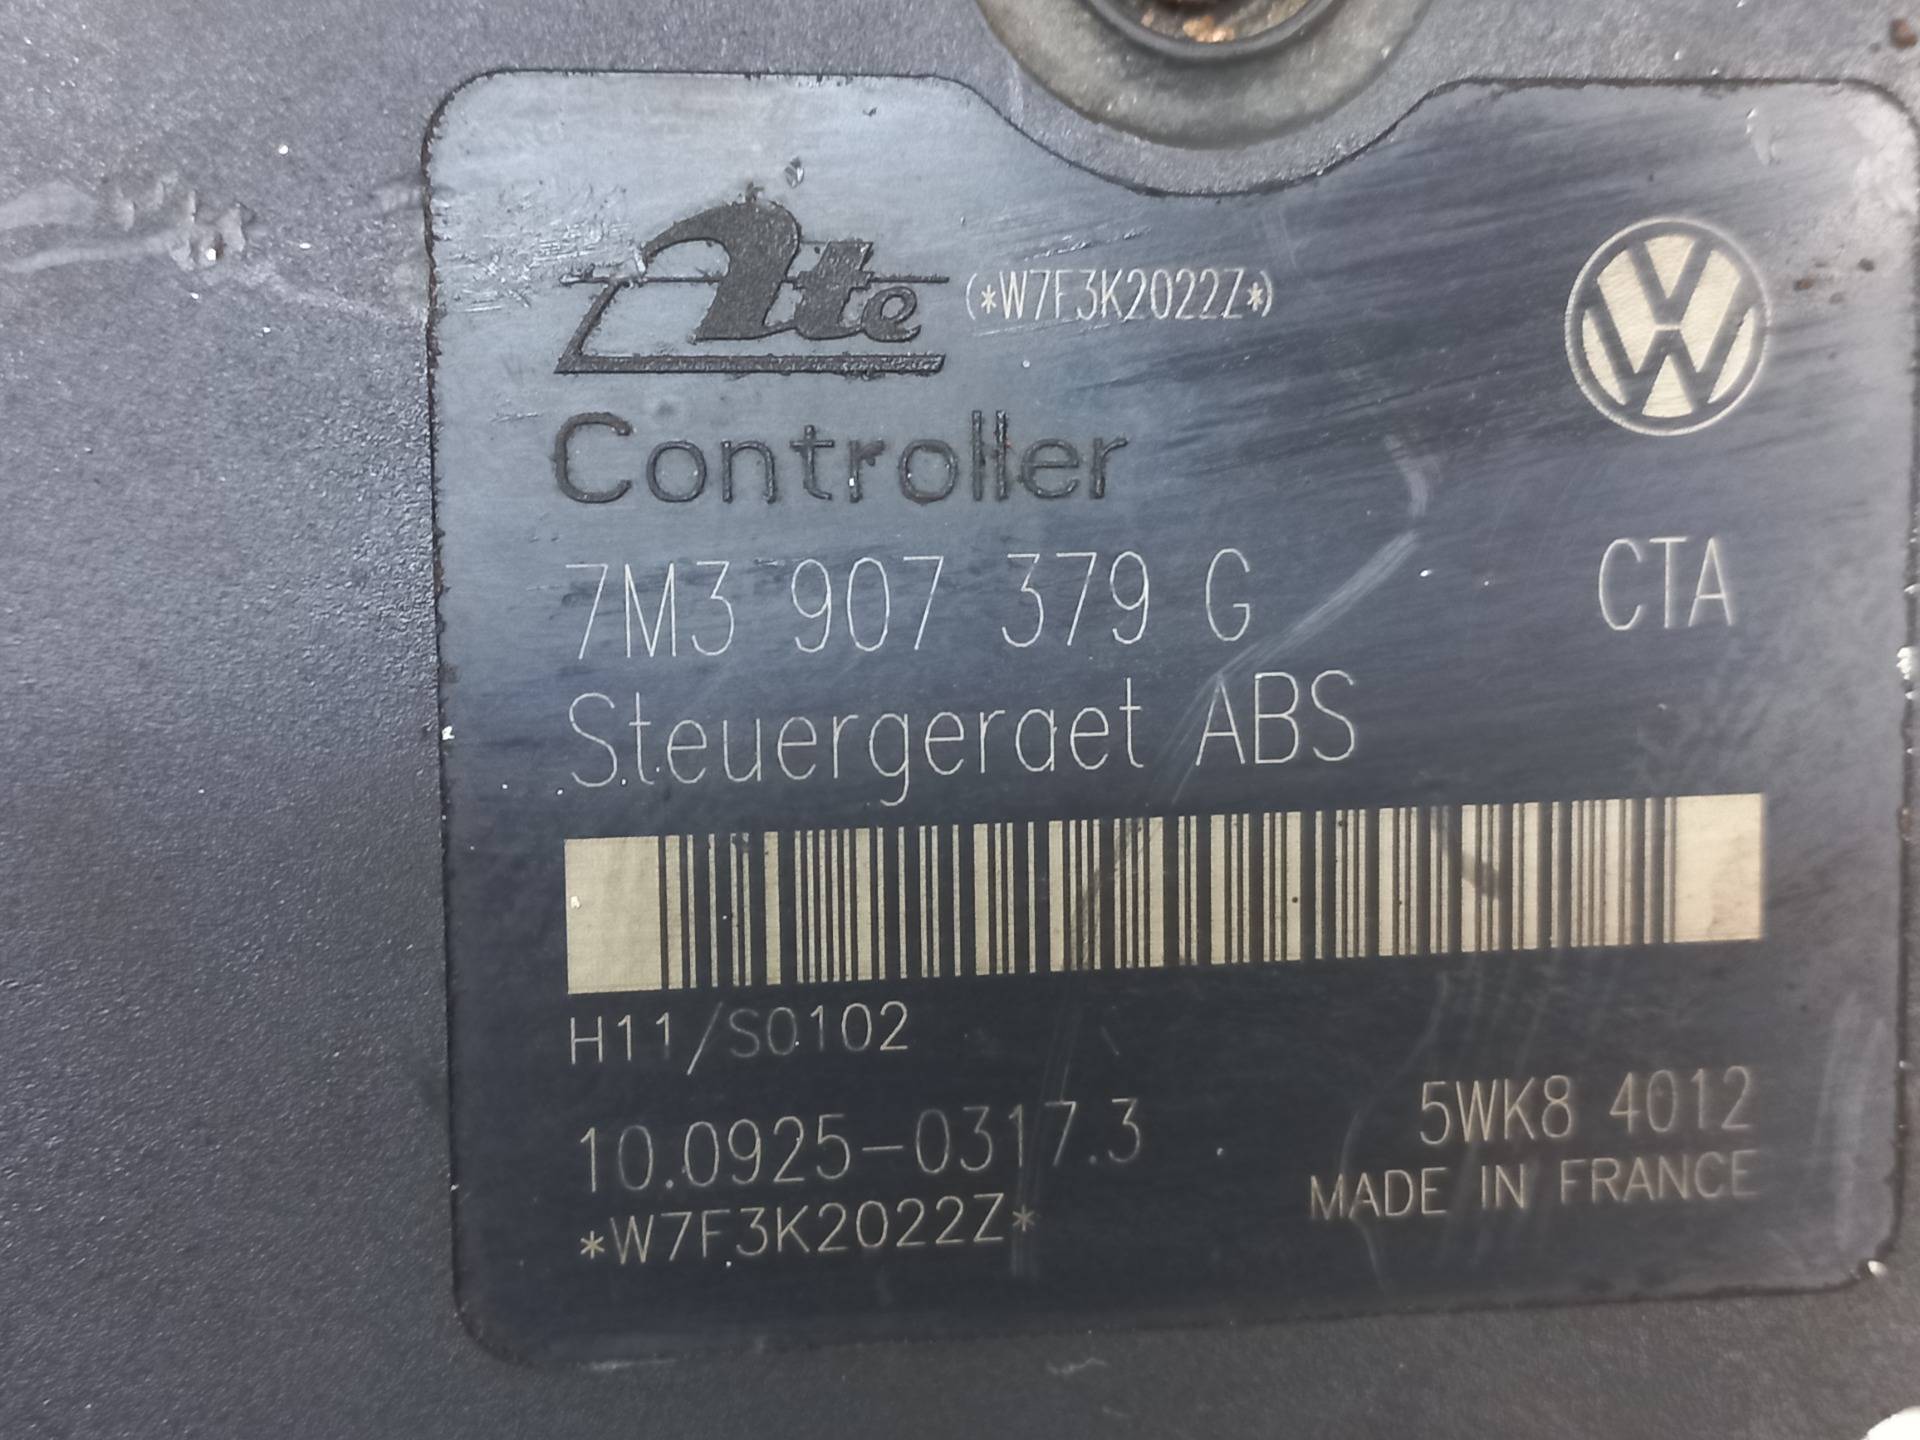 Ate (*W7F3K2022Z*)
Controller
7M3 907 379 G CTA
Steuergeraet ABS
H11/S0102
10.0925-0317.3 5WK8 4012
*W7F3K2022Z* MADE IN FRANCE